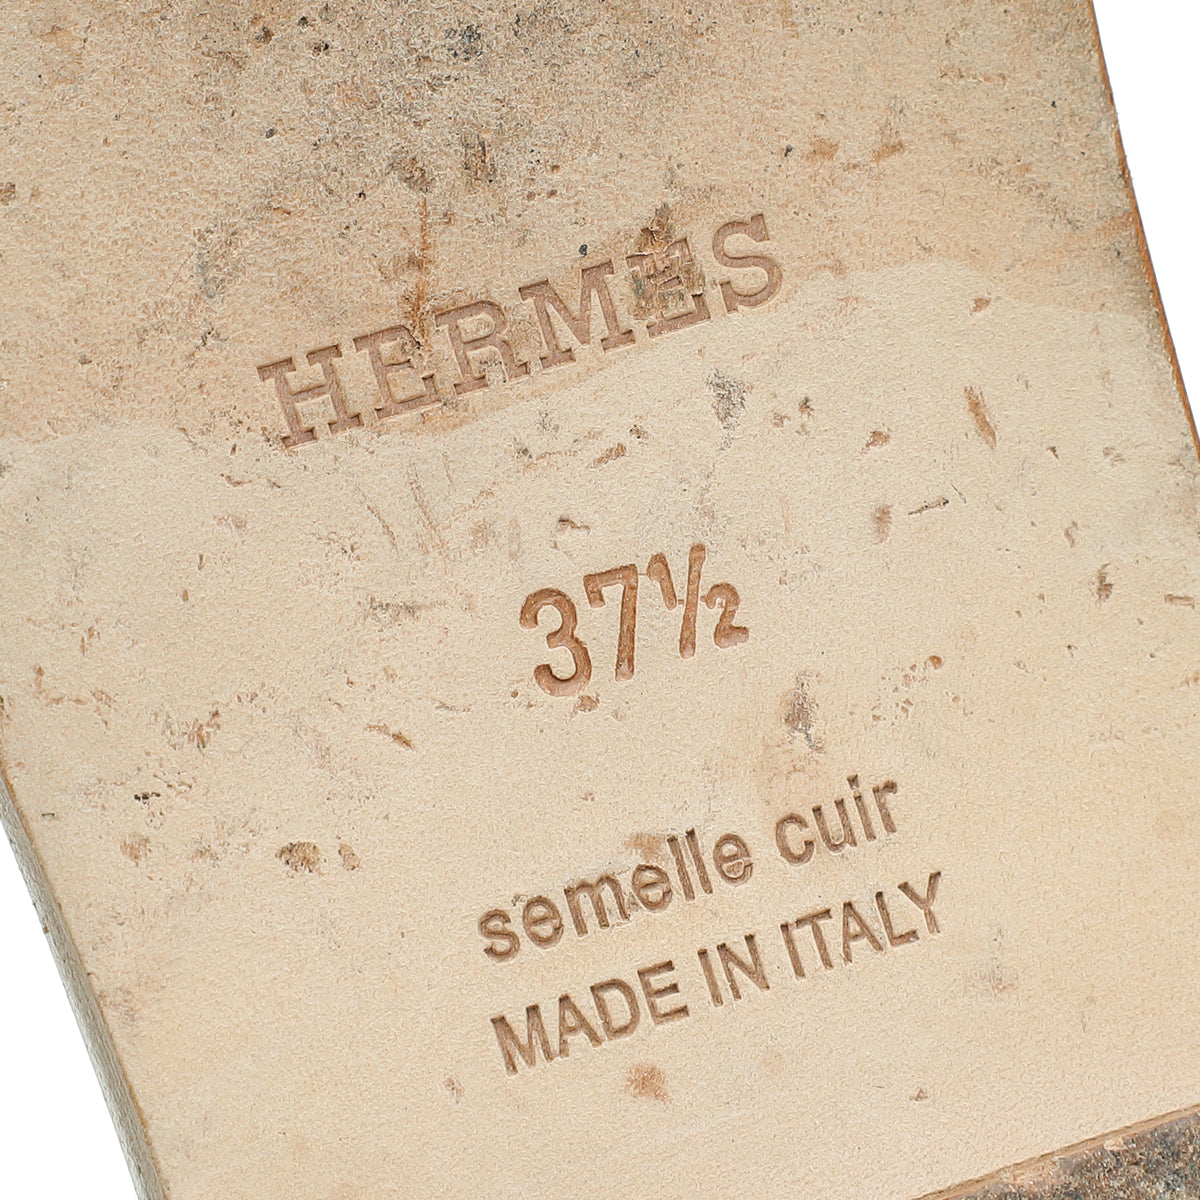 HERMES
37½
semelle cuir
MADE IN ITALY